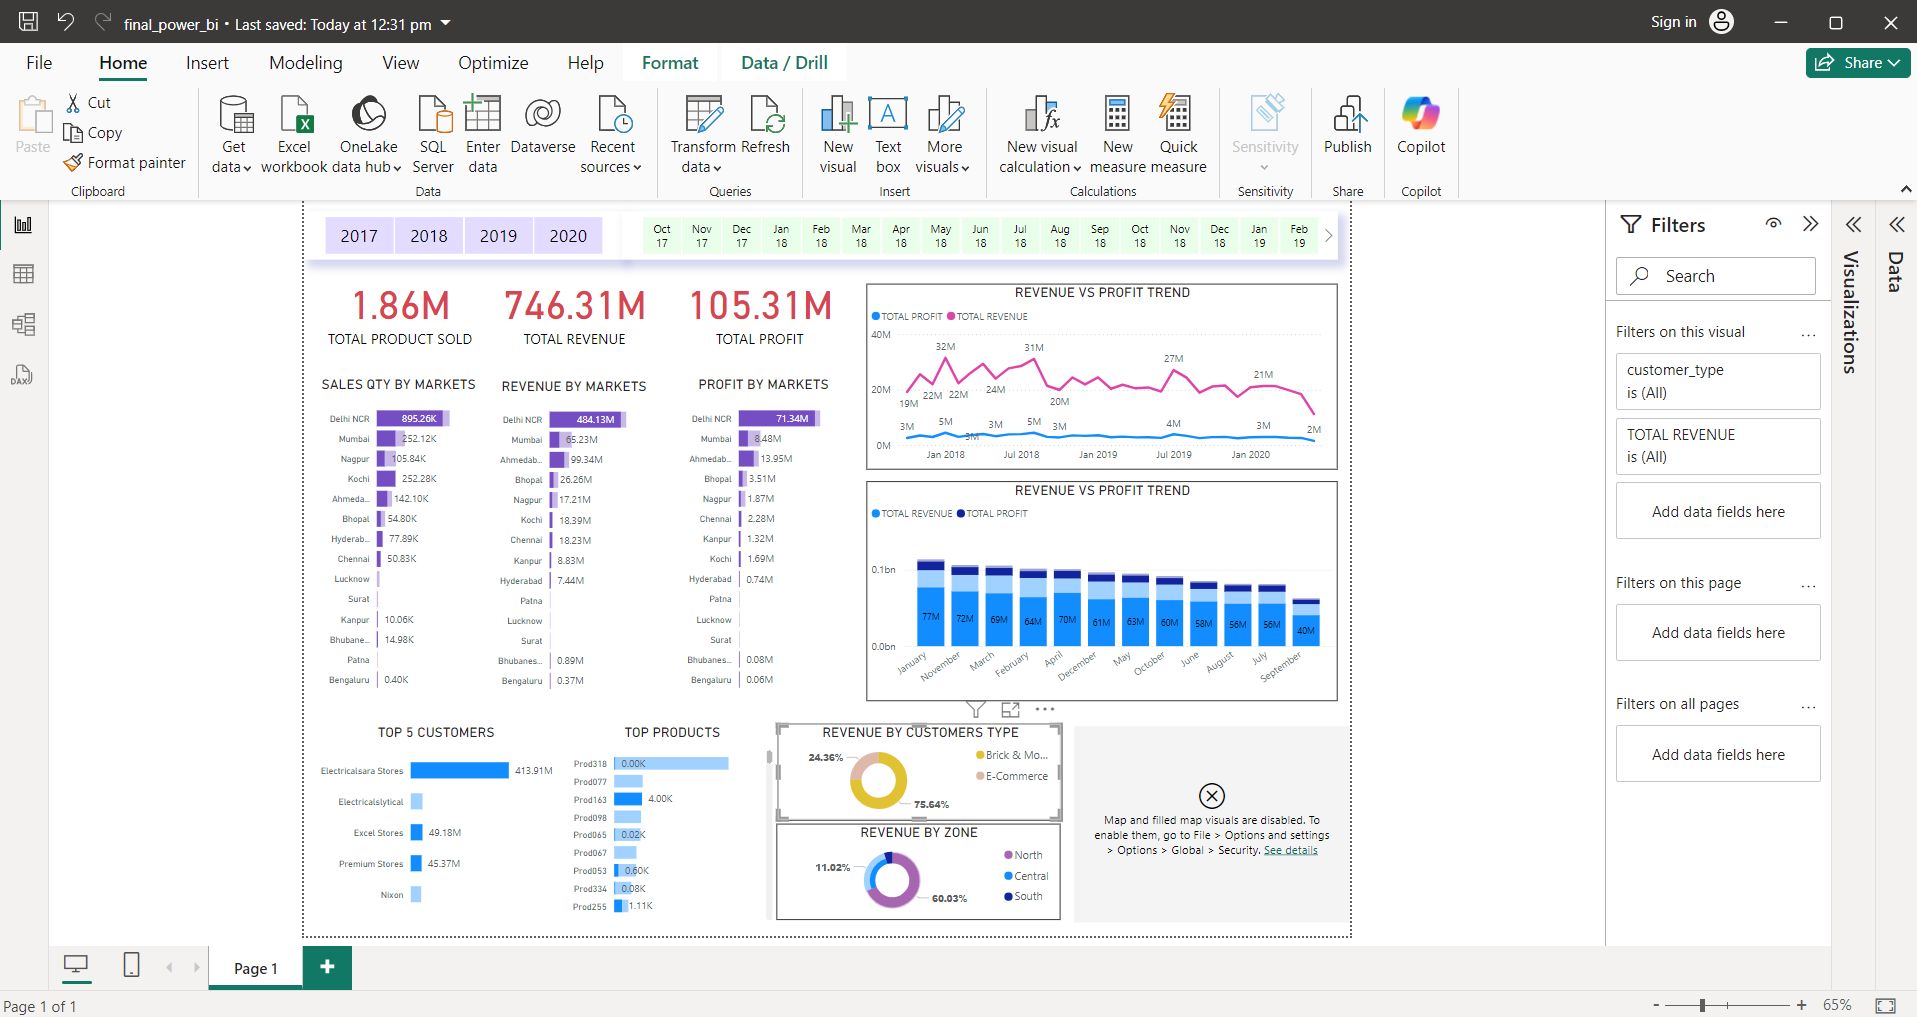 final_power_bi • Last saved: Today at 12:31 pm
Sign in
File Home Insert Modeling View Optimize Help Format Data / Drill
Share
Paste
Cut
Copy
Format painter
Clipboard
Get data
Excel workbook
OneLake data hub
SQL Server
Enter data
Dataverse
Recent sources
Data
Transform data
Refresh
Queries
New visual
Text box
More visuals
Insert
New visual calculation
New measure
Quick measure
Calculations
Sensitivity
Sensitivity
Publish
Share
Copilot
Copilot
2017 2018 2019 2020
Oct 17 Nov 17 Dec 17 Jan 18 Feb 18 Mar 18 Apr 18 May 18 Jun 18 Jul 18 Aug 18 Sep 18 Oct 18 Nov 18 Dec 18 Jan 19 Feb 19
1.86M
TOTAL PRODUCT SOLD
746.31M
TOTAL REVENUE
105.31M
TOTAL PROFIT
SALES QTY BY MARKETS
Delhi NCR 895.26K
Mumbai 252.12K
Nagpur 105.84K
Kochi 252.28K
Ahmeda... 142.10K
Bhopal 54.80K
Hyderab... 77.89K
Chennai 50.83K
Lucknow
Surat
Kanpur 10.06K
Bhubane... 14.98K
Patna
Bengaluru 0.40K
REVENUE BY MARKETS
Delhi NCR 484.13M
Mumbai 65.23M
Ahmedab... 99.34M
Bhopal 26.26M
Nagpur 17.21M
Kochi 18.39M
Chennai 18.23M
Kanpur 8.83M
Hyderabad 7.44M
Patna
Lucknow
Surat
Bhubanes... 0.89M
Bengaluru 0.37M
PROFIT BY MARKETS
Delhi NCR 71.34M
Mumbai 8.48M
Ahmedab... 13.95M
Bhopal 3.51M
Nagpur 1.87M
Chennai 2.28M
Kanpur 1.32M
Kochi 1.69M
Hyderabad 0.74M
Patna
Lucknow
Surat
Bhubanes... 0.08M
Bengaluru 0.06M
REVENUE VS PROFIT TREND
TOTAL PROFIT TOTAL REVENUE
40M
20M
0M
19M 22M 32M 22M 24M 31M 20M 27M 21M
3M 5M 3M 3M 5M 3M 4M 3M 2M
Jan 2018 Jul 2018 Jan 2019 Jul 2019 Jan 2020
REVENUE VS PROFIT TREND
TOTAL REVENUE TOTAL PROFIT
0.1bn
0.0bn
77M 72M 69M 64M 70M 61M 63M 60M 58M 56M 56M 40M
January November March February April December May October June August July September
TOP 5 CUSTOMERS
Electricalsara Stores 413.91M
Electricalslytical
Excel Stores 49.18M
Premium Stores 45.37M
Nixon
TOP PRODUCTS
Prod318 0.00K
Prod077
Prod163 4.00K
Prod098
Prod065 0.02K
Prod067
Prod053 0.60K
Prod334 0.08K
Prod255 1.11K
REVENUE BY CUSTOMERS TYPE
24.36%
75.64%
Brick & Mo...
E-Commerce
REVENUE BY ZONE
11.02%
60.03%
North
Central
South
Map and filled map visuals are disabled. To
enable them, go to File > Options and settings
> Options > Global > Security. See details
Filters
Search
Filters on this visual ...
customer_type
is (All)
TOTAL REVENUE
is (All)
Add data fields here
Filters on this page ...
Add data fields here
Filters on all pages ...
Add data fields here
Visualizations
Data
DAX
Page 1
+
Page 1 of 1
- + 65%